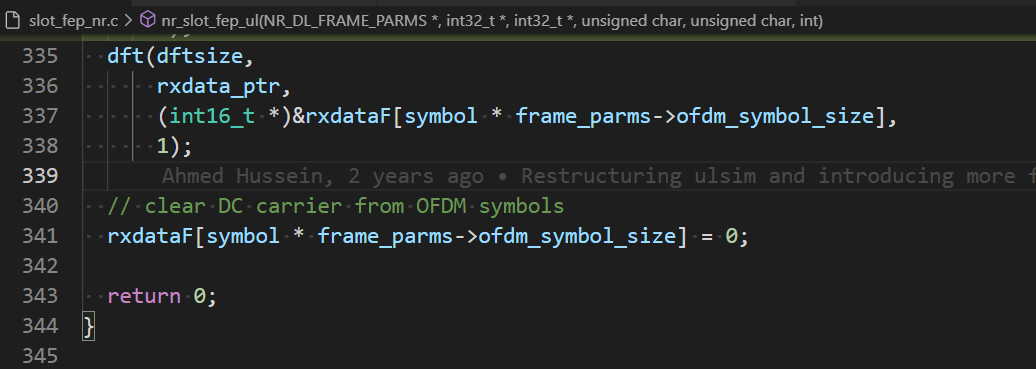 slot_fep_nr.c > nr_slot_fep_ul(NR_DL_FRAME_PARMS *, int32_t *, int32_t *, unsigned char, unsigned char, int)
335 dft(dftsize,
336 rxdata_ptr,
337 (int16_t *)&rxdataF[symbol * frame_parms->ofdm_symbol_size],
338 1);
339 Ahmed Hussein, 2 years ago • Restructuring ulsim and introducing more f
340 // clear DC carrier from OFDM symbols
341 rxdataF[symbol * frame_parms->ofdm_symbol_size] = 0;
342
343 return 0;
344 }
345